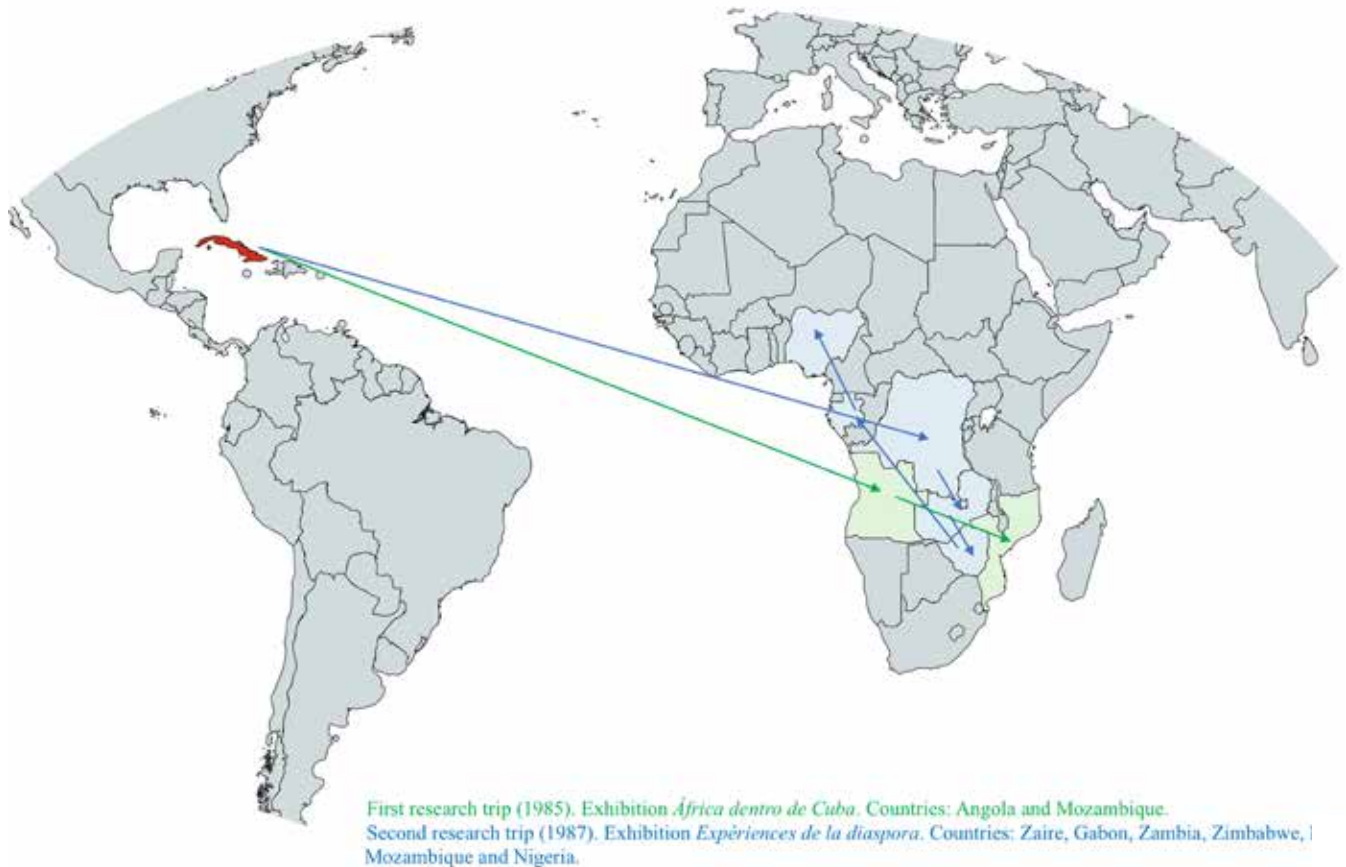 First research trip (1985). Exhibition África dentro de Cuba. Countries: Angola and Mozambique.
Second research trip (1987). Exhibition Expériences de la diaspora. Countries: Zaire, Gabon, Zambia, Zimbabwe,
Mozambique and Nigeria.